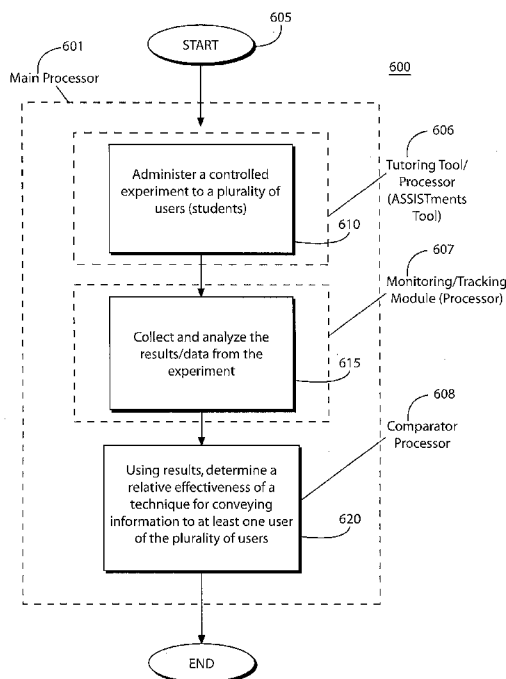 605
START
601
Main Processor
600
606
Tutoring Tool/
Processor
(ASSISTments
Tool)
Administer a controlled
experiment to a plurality of
users (students)
610
607
Monitoring/Tracking
Module (Processor)
Collect and analyze the
results/data from the
experiment
615
608
Comparator
Processor
Using results, determine a
relative effectiveness of a
technique for conveying
information to at least one user
of the plurality of users
620
END